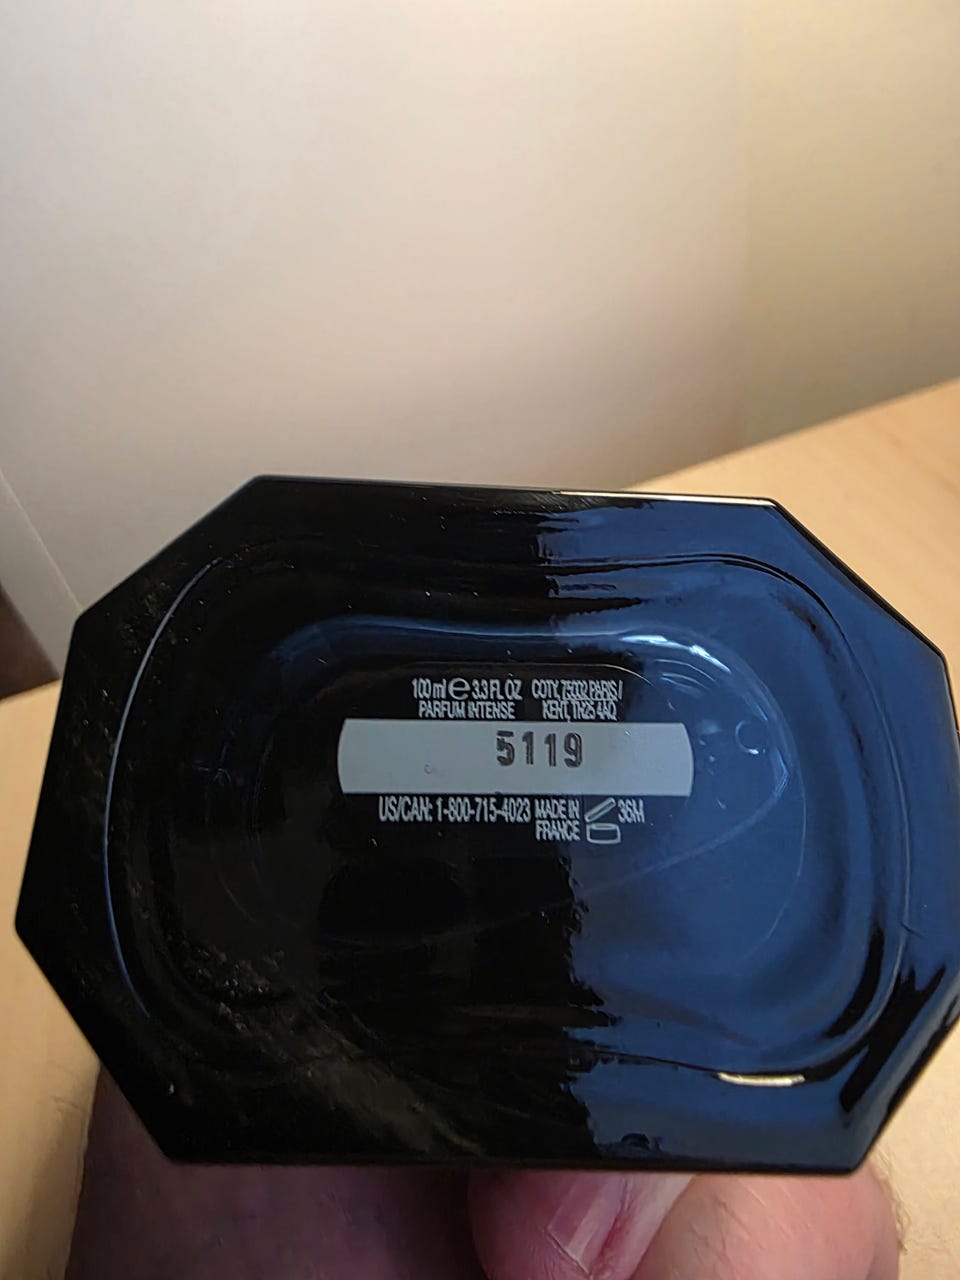 100 ml e 3.3 FL OZ COTY, 75002 PARIS /
PARFUM INTENSE KENT, TN25 4AQ
5119
US/CAN: 1-800-715-4023 MADE IN
FRANCE
36M